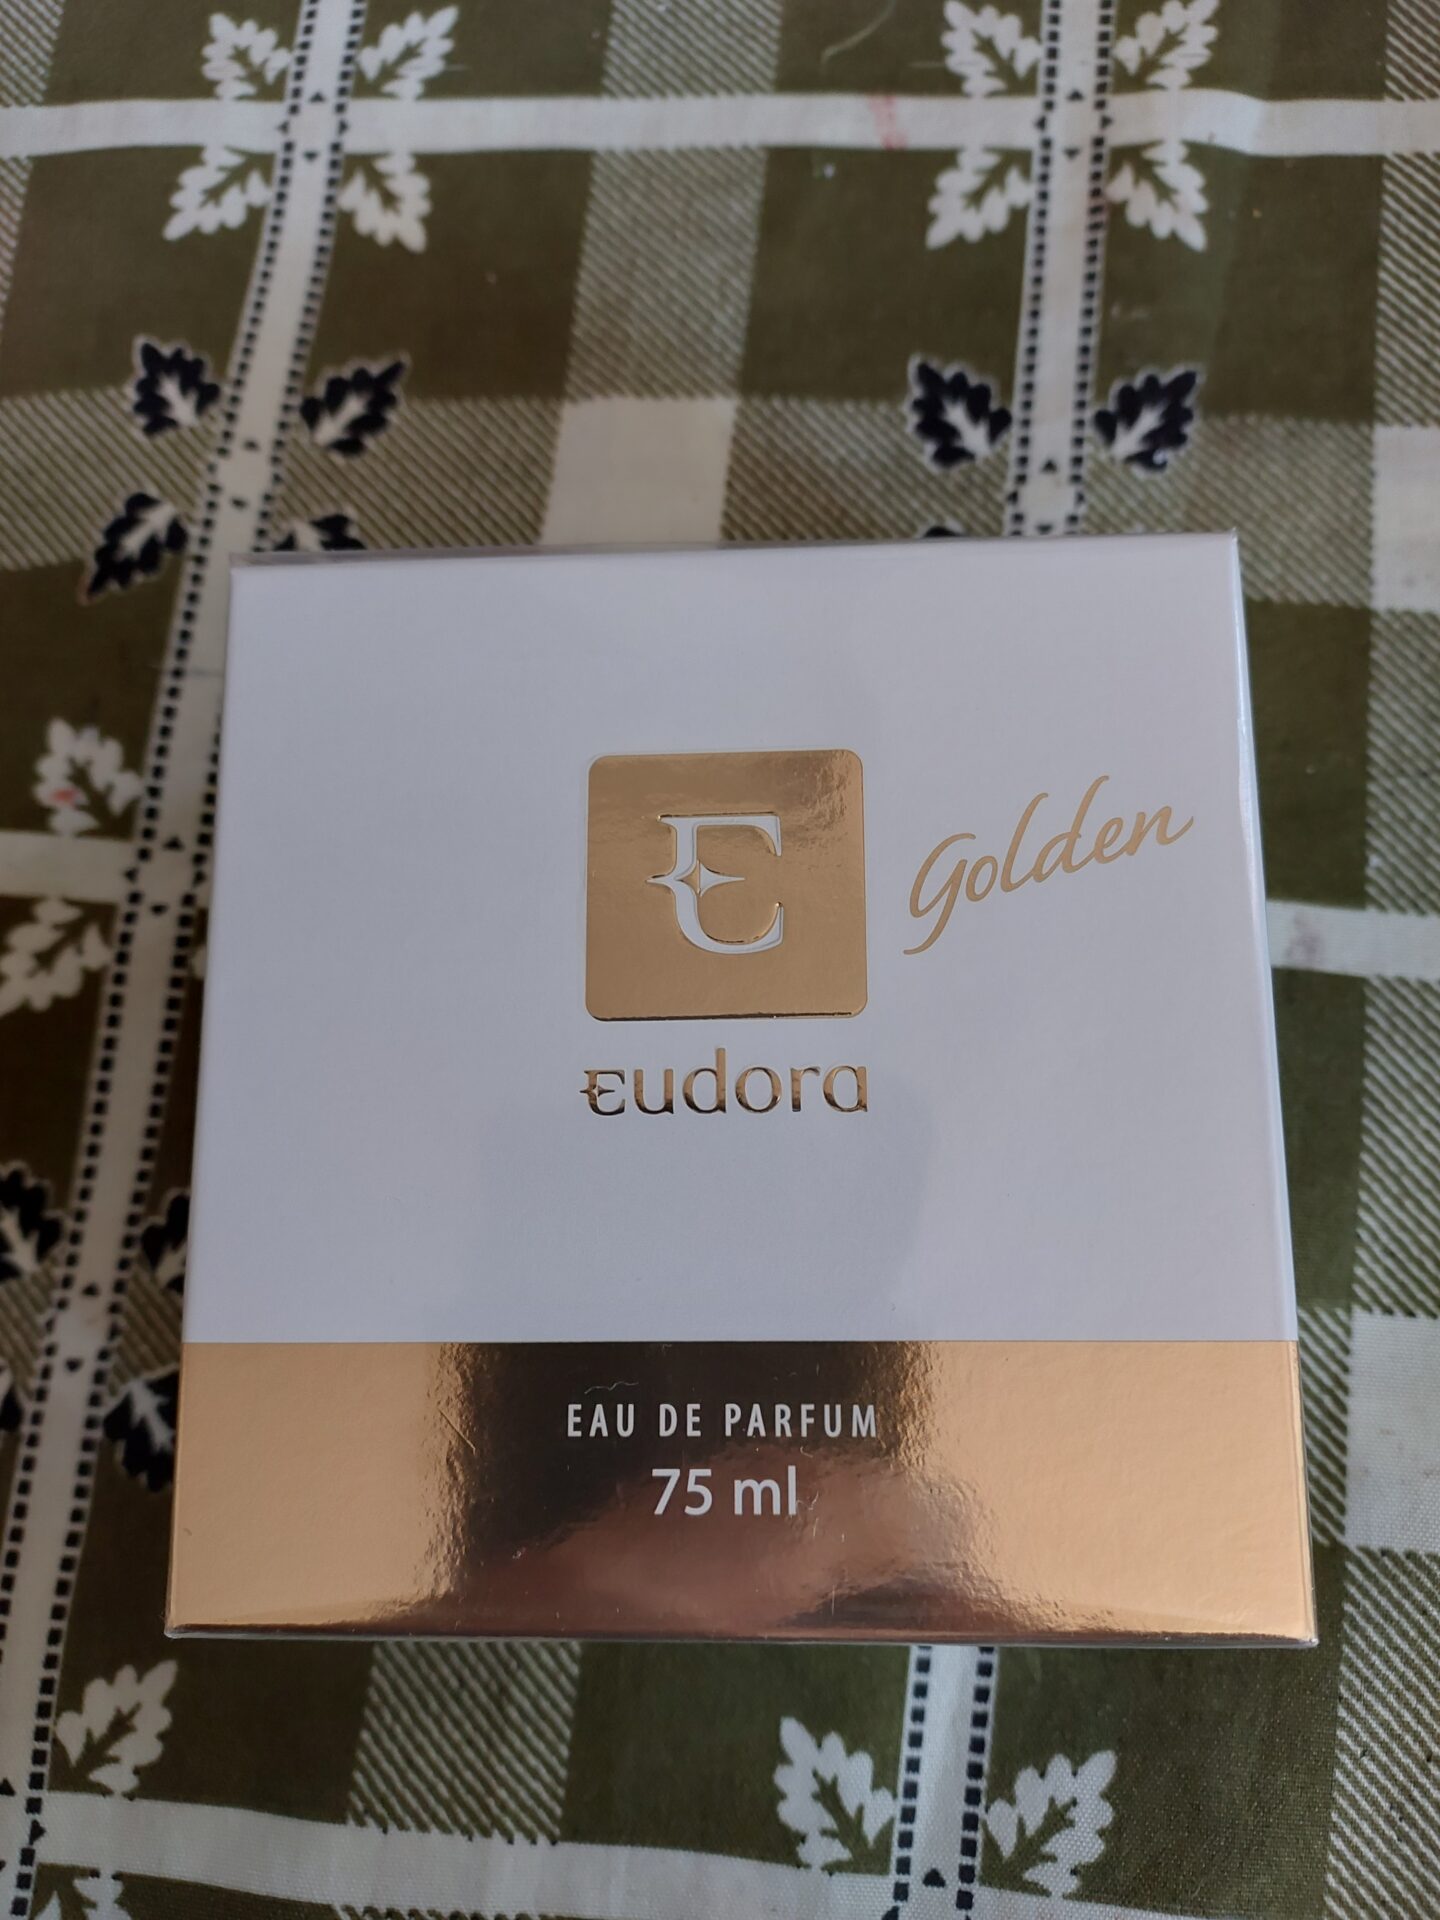 E
Golden
Eudora
EAU DE PARFUM
75 ml